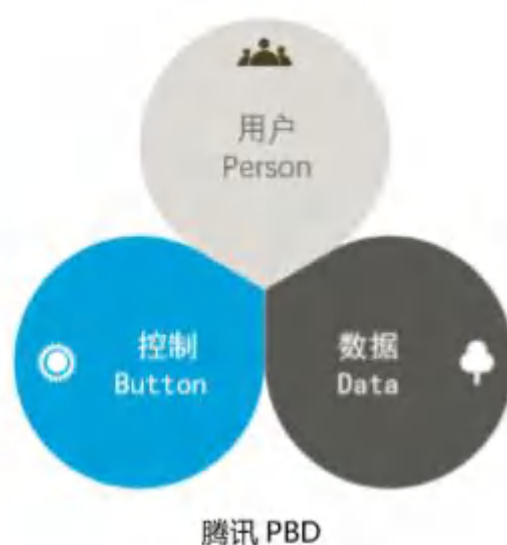 用户
Person
控制
Button
数据
Data
腾讯 PBD